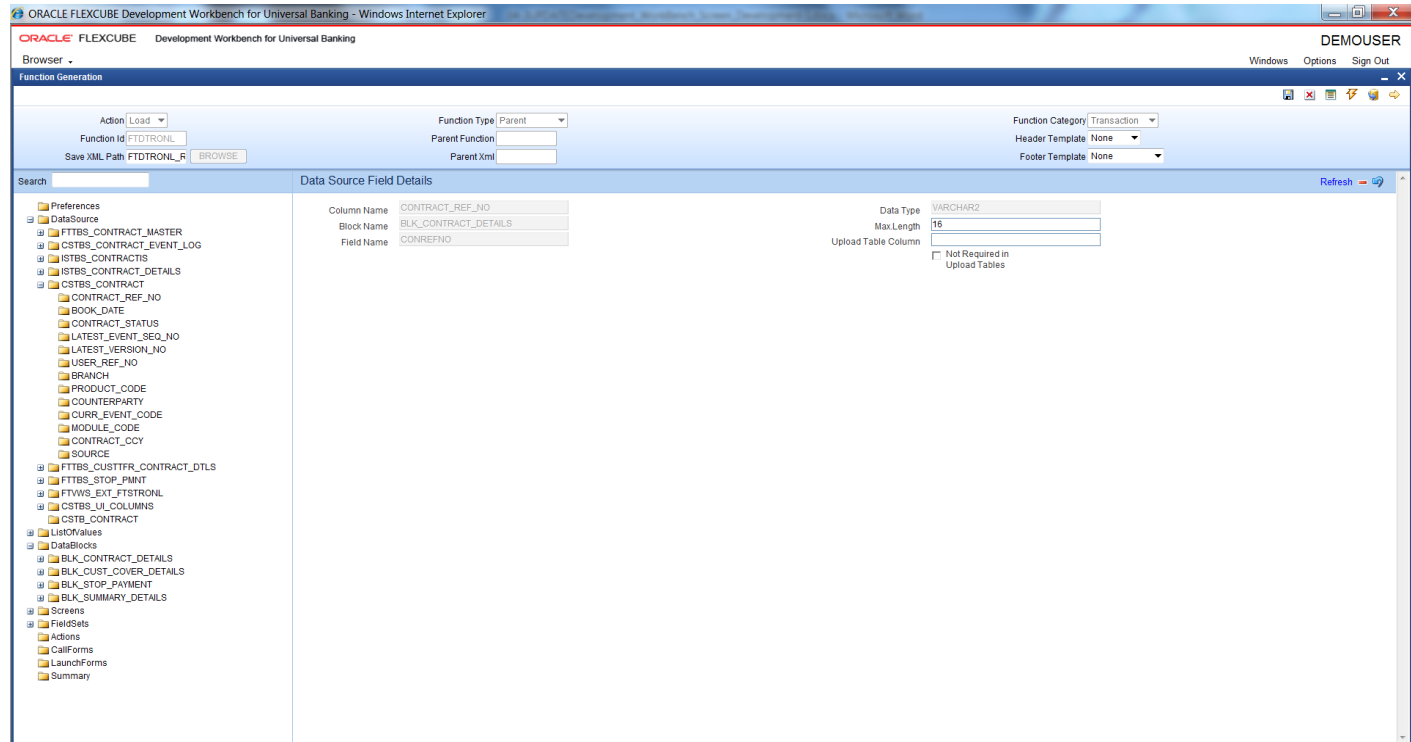 ORACLE FLEXCUBE Development Workbench for Universal Banking - Windows Internet Explorer
ORACLE FLEXCUBE Development Workbench for Universal Banking
DEMOUSER
Browser
Windows Options Sign Out
Function Generation
Action Load Function Type Parent Function Category Transaction
Function Id FTDTRONL Parent Function Header Template None
Save XML Path FTDTRONL_R BROWSE Parent Xml Footer Template None
Search Data Source Field Details Refresh
Preferences
DataSource
FTTBS_CONTRACT_MASTER
CSTBS_CONTRACT_EVENT_LOG
ISTBS_CONTRACTIS
ISTBS_CONTRACT_DETAILS
CSTBS_CONTRACT
CONTRACT_REF_NO
BOOK_DATE
CONTRACT_STATUS
LATEST_EVENT_SEQ_NO
LATEST_VERSION_NO
USER_REF_NO
BRANCH
PRODUCT_CODE
COUNTERPARTY
CURR_EVENT_CODE
MODULE_CODE
CONTRACT_CCY
SOURCE
FTTBS_CUSTTFR_CONTRACT_DTLS
FTTBS_STOP_PMNT
FTVWS_EXT_FTSTRONL
CSTBS_UI_COLUMNS
CSTB_CONTRACT
ListOfValues
DataBlocks
BLK_CONTRACT_DETAILS
BLK_CUST_COVER_DETAILS
BLK_STOP_PAYMENT
BLK_SUMMARY_DETAILS
Screens
FieldSets
Actions
CallForms
LaunchForms
Summary
Column Name CONTRACT_REF_NO Data Type VARCHAR2
Block Name BLK_CONTRACT_DETAILS Max.Length 16
Field Name CONREFNO Upload Table Column
Not Required in
Upload Tables